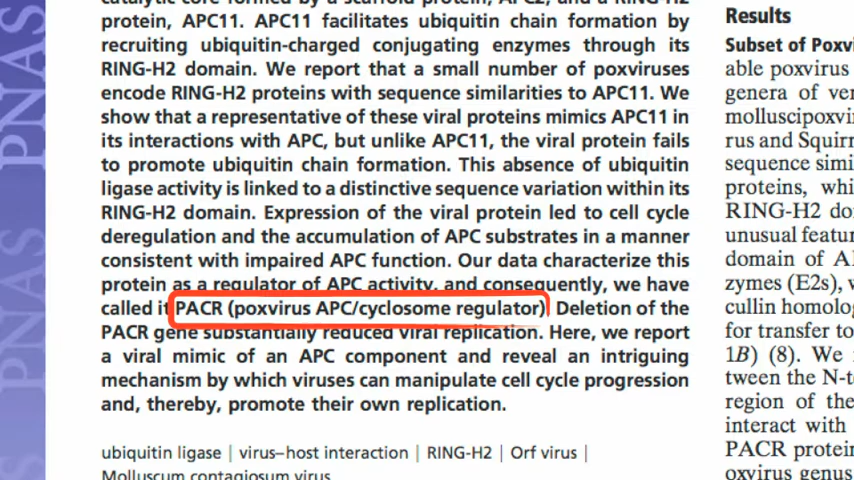 PNAS
PNAS
catalytic core formed by a scaffold protein, APC2, and a RING-H2
protein, APC11. APC11 facilitates ubiquitin chain formation by
recruiting ubiquitin-charged conjugating enzymes through its
RING-H2 domain. We report that a small number of poxviruses
encode RING-H2 proteins with sequence similarities to APC11. We
show that a representative of these viral proteins mimics APC11 in
its interactions with APC, but unlike APC11, the viral protein fails
to promote ubiquitin chain formation. This absence of ubiquitin
ligase activity is linked to a distinctive sequence variation within its
RING-H2 domain. Expression of the viral protein led to cell cycle
deregulation and the accumulation of APC substrates in a manner
consistent with impaired APC function. Our data characterize this
protein as a regulator of APC activity, and consequently, we have
called it PACR (poxvirus APC/cyclosome regulator). Deletion of the
PACR gene substantially reduced viral replication. Here, we report
a viral mimic of an APC component and reveal an intriguing
mechanism by which viruses can manipulate cell cycle progression
and, thereby, promote their own replication.
ubiquitin ligase | virus–host interaction | RING-H2 | Orf virus |
Molluscum contagiosum virus
Results
Subset of Poxvi
able poxvirus
genera of ver
molluscipoxvir
rus and Squirr
sequence simi
proteins, whi
RING-H2 do
unusual featur
domain of A
zymes (E2s), w
cullin homolog
for transfer to
1B) (8). We
tween the N-te
region of the
interact with
PACR protein
oxvirus genus